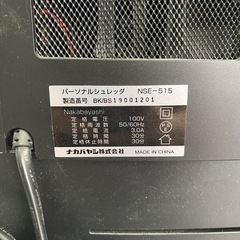 パーソナルシュレッダ NSE-515
製造番号 BK/BS19001201
Nakabayashi
定格電圧 100V
定格周波数 50/60Hz
定格電流 3.0A
定格時間 30分
定格休止時間 30分
ナカバヤシ株式会社 MADE IN CHINA